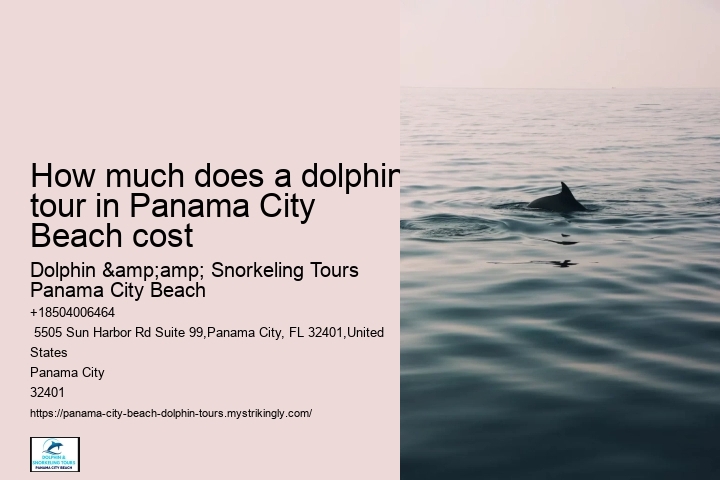 How much does a dolphin
tour in Panama City
Beach cost
Dolphin &amp;amp; Snorkeling Tours
Panama City Beach
+18504006464
5505 Sun Harbor Rd Suite 99,Panama City, FL 32401,United
States
Panama City
32401
https://panama-city-beach-dolphin-tours.mystrikingly.com/
DOLPHIN &
SNORKELING TOURS
PANAMA CITY BEACH